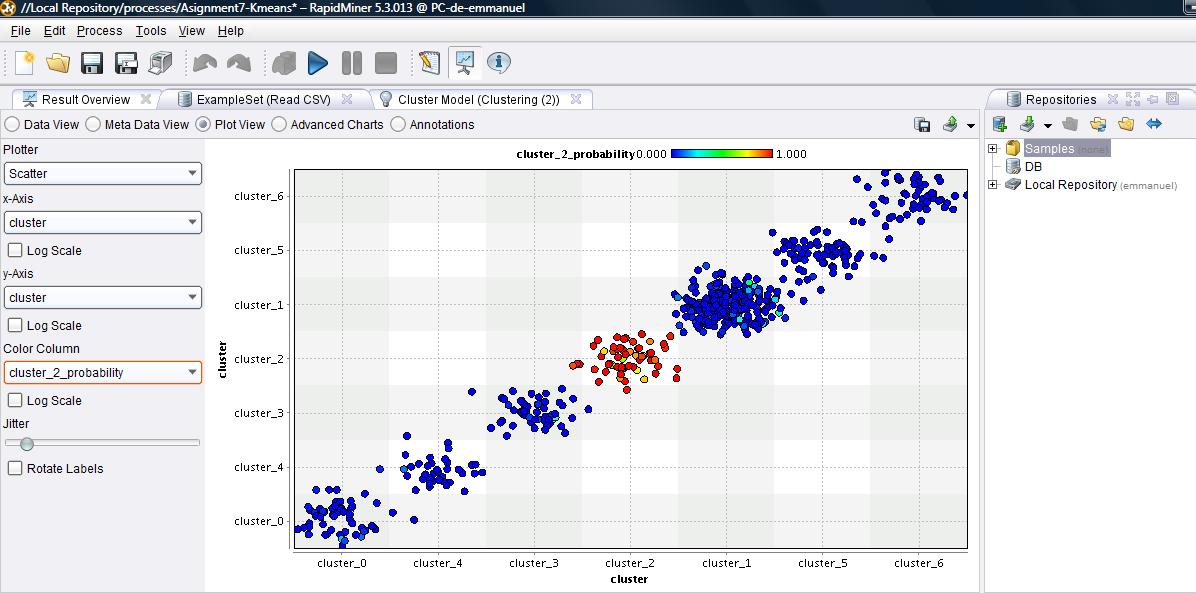 //Local Repository/processes/Asignment7-Kmeans* – RapidMiner 5.3.013 @ PC-de-emmanuel
File Edit Process Tools View Help
Result Overview ExampleSet (Read CSV) Cluster Model (Clustering (2)) Repositories
Data View Meta Data View Plot View Advanced Charts Annotations
Samples (none)
DB
Local Repository (emmanuel)
Plotter
Scatter
x-Axis
cluster
Log Scale
y-Axis
cluster
Log Scale
Color Column
cluster_2_probability
Log Scale
Jitter
Rotate Labels
cluster_2_probability 0.000 1.000
cluster_6
cluster_5
cluster_1
cluster_2
cluster_3
cluster_4
cluster_0
cluster
cluster_0 cluster_4 cluster_3 cluster_2 cluster_1 cluster_5 cluster_6
cluster